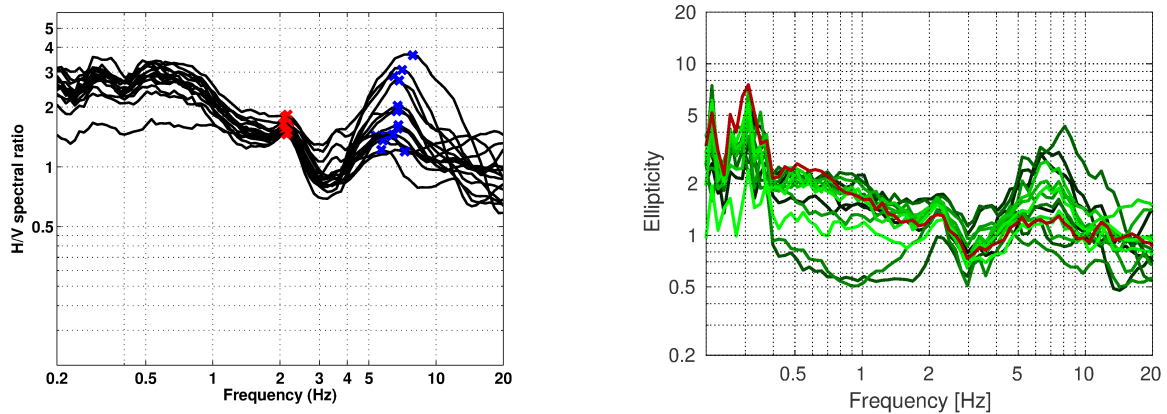 5
4
3
2
1
0.5
H/V spectral ratio
0.2 0.5 1 2 3 4 5 10 20
Frequency (Hz)
20
10
5
2
1
0.5
0.2
Ellipticity
0.5 1 2 5 10 20
Frequency [Hz]